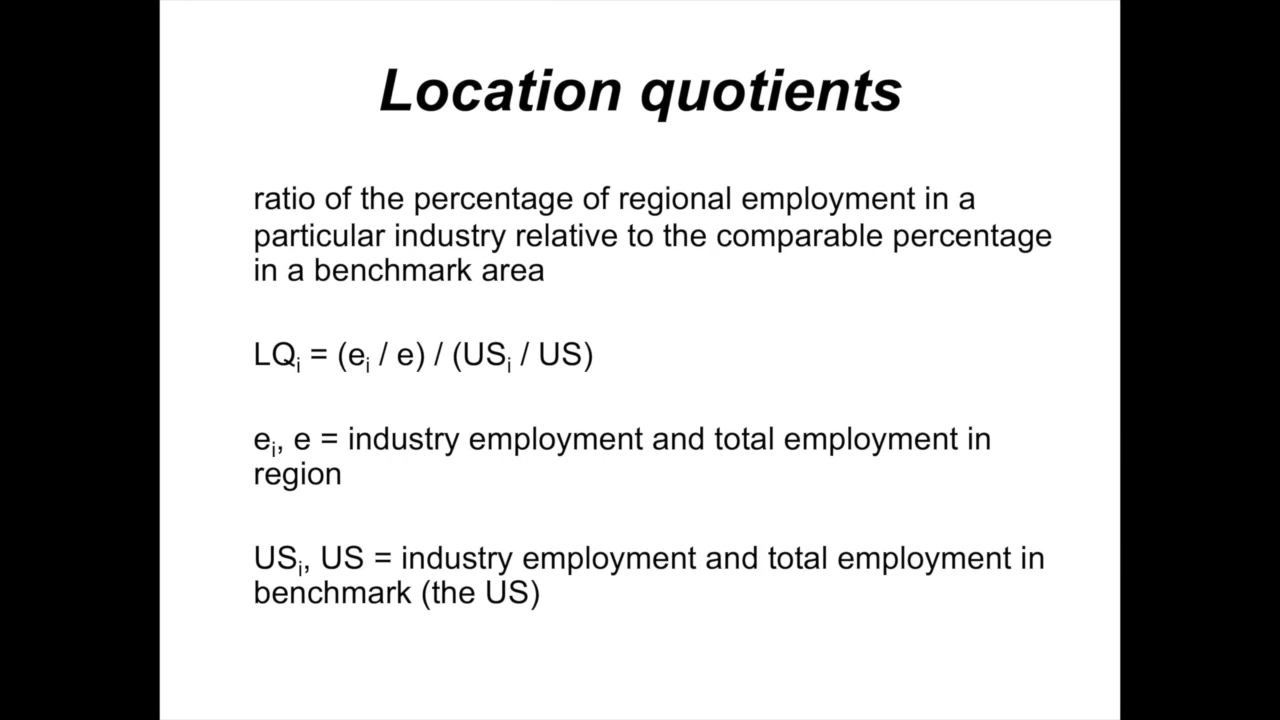 Location quotients
ratio of the percentage of regional employment in a
particular industry relative to the comparable percentage
in a benchmark area
LQi = (ei / e) / (USi / US)
ei, e = industry employment and total employment in
region
USi, US = industry employment and total employment in
benchmark (the US)